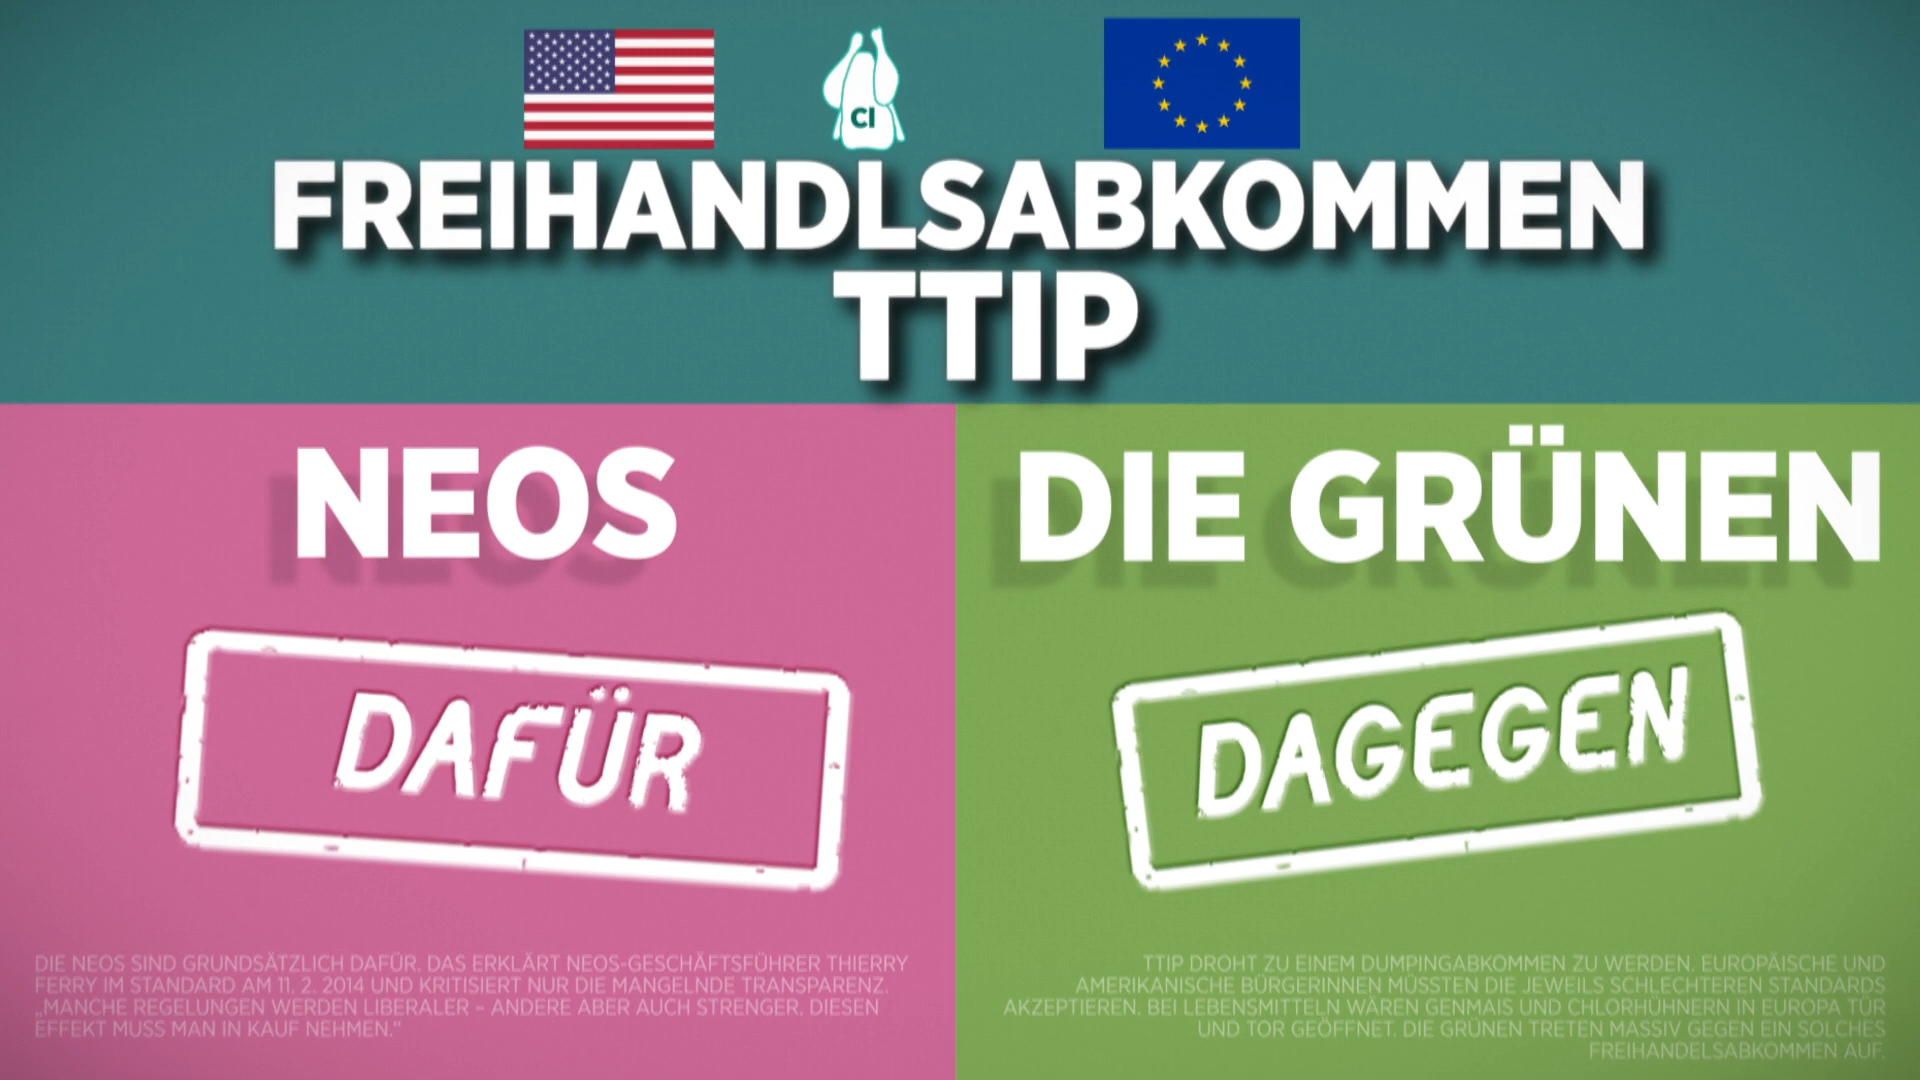 CI
FREIHANDLSABKOMMEN
TTIP
NEOS
DAFÜR
DIE NEOS SIND GRUNDSÄTZLICH DAFÜR. DAS ERKLÄRT NEOS-GESCHÄFTSFÜHRER THIERRY
FERRY IM STANDARD AM 11. 2. 2014 UND KRITISIERT NUR DIE MANGELNDE TRANSPARENZ.
„MANCHE REGELUNGEN WERDEN LIBERALER – ANDERE ABER AUCH STRENGER. DIESEN
EFFEKT MUSS MAN IN KAUF NEHMEN.“
DIE GRÜNEN
DAGEGEN
TTIP DROHT ZU EINEM DUMPINGABKOMMEN ZU WERDEN. EUROPÄISCHE UND
AMERIKANISCHE BÜRGERINNEN MÜSSTEN DIE JEWEILS SCHLECHTEREN STANDARDS
AKZEPTIEREN. BEI LEBENSMITTELN WÄREN GENMAIS UND CHLORHÜHNERN IN EUROPA TÜR
UND TOR GEÖFFNET. DIE GRÜNEN TRETEN MASSIV GEGEN EIN SOLCHES
FREIHANDELSABKOMMEN AUF.